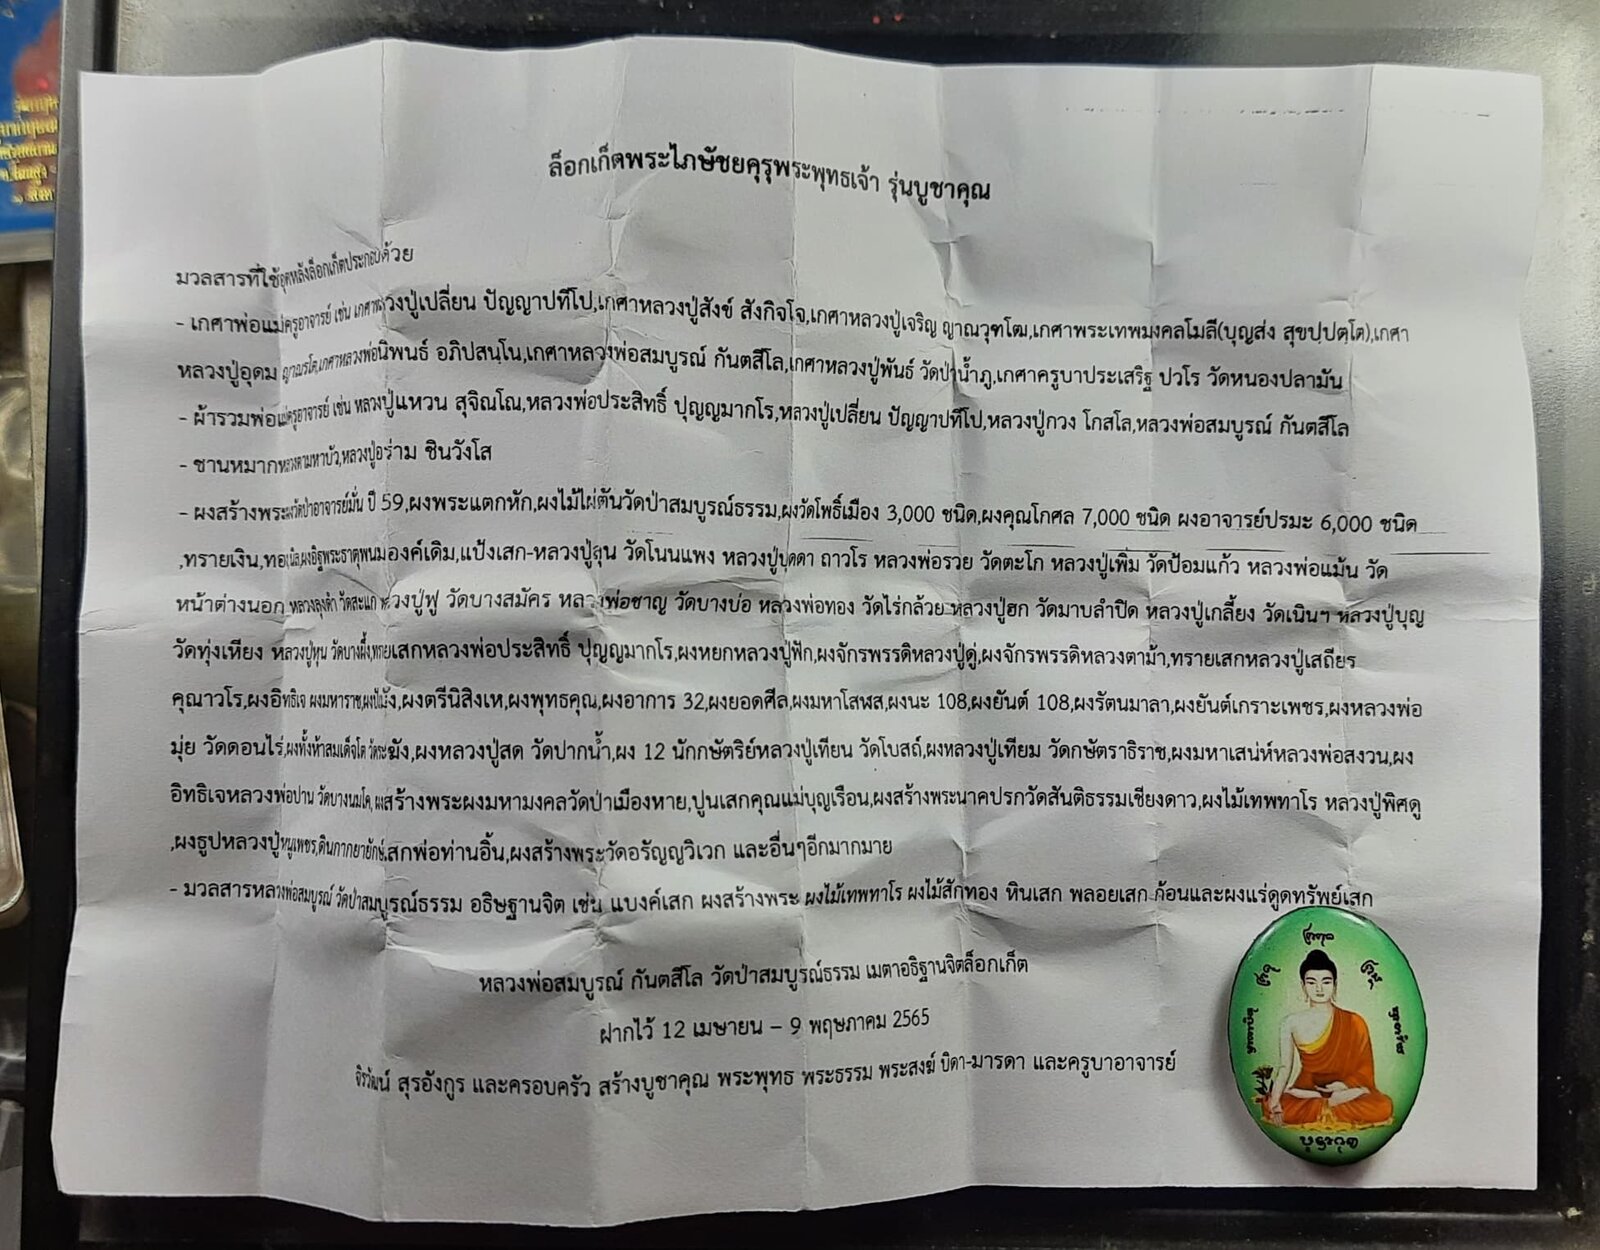 ล็อกเก็ตพระไภษัชยคุรุพระพุทธเจ้า รุ่นบูชาคุณ
มวลสารที่ใช้อุดหลังล็อกเก็ตประกอบด้วย
- เกศาพ่อแม่ครูอาจารย์ เช่น เกศาหลวงปู่เปลี่ยน ปัญญาปทีโป,เกศาหลวงปู่สังข์ สังกิจโจ,เกศาหลวงปู่เจริญ ญาณวุฑโฒ,เกศาพระเทพมงคลโมลี(บุญส่ง สุขปฺปตฺโต),เกศา
หลวงปู่อุดม ญาณรโต,เกศาหลวงพ่อนิพนธ์ อภิปสนฺโน,เกศาหลวงพ่อสมบูรณ์ กันตสีโล,เกศาหลวงปู่พันธ์ วัดป่าน้ำภู,เกศาครูบาประเสริฐ ปวโร วัดหนองปลามัน
- ผ้ารวมพ่อแม่ครูอาจารย์ เช่น หลวงปู่แหวน สุจิณโณ,หลวงพ่อประสิทธิ์ ปุญญมากโร,หลวงปู่เปลี่ยน ปัญญาปทีโป,หลวงปู่กวง โกสโล,หลวงพ่อสมบูรณ์ กันตสีโล
- ชานหมากหลวงตามหาบัว,หลวงปู่อร่าม ชินวังโส
- ผงสร้างพระผงวัดป่าอาจารย์มั่น ปี 59,ผงพระแตกหัก,ผงไม้ไผ่ตันวัดป่าสมบูรณ์ธรรม,ผงวัดโพธิ์เมือง 3,000 ชนิด,ผงคุณโกศล 7,000 ชนิด ผงอาจารย์ปรมะ 6,000 ชนิด
,ทรายเงิน,ทอง,ผงอิฐพระธาตุพนมองค์เดิม,แป้งเสก-หลวงปู่ลุน วัดโนนแพง หลวงปู่บุดดา ถาวโร หลวงพ่อรวย วัดตะโก หลวงปู่เพิ่ม วัดป้อมแก้ว หลวงพ่อแม้น วัด
หน้าต่างนอก หลวงลุงดำ วัดสะแก หลวงปู่ฟู วัดบางสมัคร หลวงพ่อชาญ วัดบางบ่อ หลวงพ่อทอง วัดไร่กล้วย หลวงปู่ฮก วัดมาบลำปิด หลวงปู่เกลี้ยง วัดเนินฯ หลวงปู่บุญ
วัดทุ่งเหียง หลวงปู่หุน วัดบางผึ้ง,ทรายเสกหลวงพ่อประสิทธิ์ ปุญญมากโร,ผงหยกหลวงปู่ฟัก,ผงจักรพรรดิหลวงปู่ดู่,ผงจักรพรรดิหลวงตาม้า,ทรายเสกหลวงปู่เสถียร
คุณาวโร,ผงอิทธิเจ ผงมหาราช,ผงปถมัง,ผงตรีนิสิงเห,ผงพุทธคุณ,ผงอาการ 32,ผงยอดศีล,ผงมหาโสฬส,ผงนะ 108,ผงยันต์ 108,ผงรัตนมาลา,ผงยันต์เกราะเพชร,ผงหลวงพ่อ
มุ่ย วัดดอนไร่,ผงทั้งห้าสมเด็จโต วัดระฆัง,ผงหลวงปู่สด วัดปากน้ำ,ผง 12 นักกษัตริย์หลวงปู่เทียน วัดโบสถ์,ผงหลวงปู่เทียม วัดกษัตราธิราช,ผงมหาเสน่ห์หลวงพ่อสงวน,ผง
อิทธิเจหลวงพ่อปาน วัดบางนมโค,ผงสร้างพระผงมหามงคลวัดป่าเมืองหาย,ปูนเสกคุณแม่บุญเรือน,ผงสร้างพระนาคปรกวัดสันติธรรมเชียงดาว,ผงไม้เทพทาโร หลวงปู่พิศดู
,ผงธูปหลวงปู่หนูเพชร,ดินกากยายักษ์เสกพ่อท่านอิ้น,ผงสร้างพระวัดอรัญญวิเวก และอื่นๆอีกมากมาย
- มวลสารหลวงพ่อสมบูรณ์ วัดป่าสมบูรณ์ธรรม อธิษฐานจิต เช่น แบงค์เสก ผงสร้างพระ ผงไม้เทพทาโร ผงไม้สักทอง หินเสก พลอยเสก ก้อนและผงแร่ดูดทรัพย์เสก
หลวงพ่อสมบูรณ์ กันตสีโล วัดป่าสมบูรณ์ธรรม เมตาอธิฐานจิตล็อกเก็ต
ฝากไว้ 12 เมษายน – 9 พฤษภาคม 2565
จิรวัฒน์ สุรอังกูร และครอบครัว สร้างบูชาคุณ พระพุทธ พระธรรม พระสงฆ์ บิดา-มารดา และครูบาอาจารย์